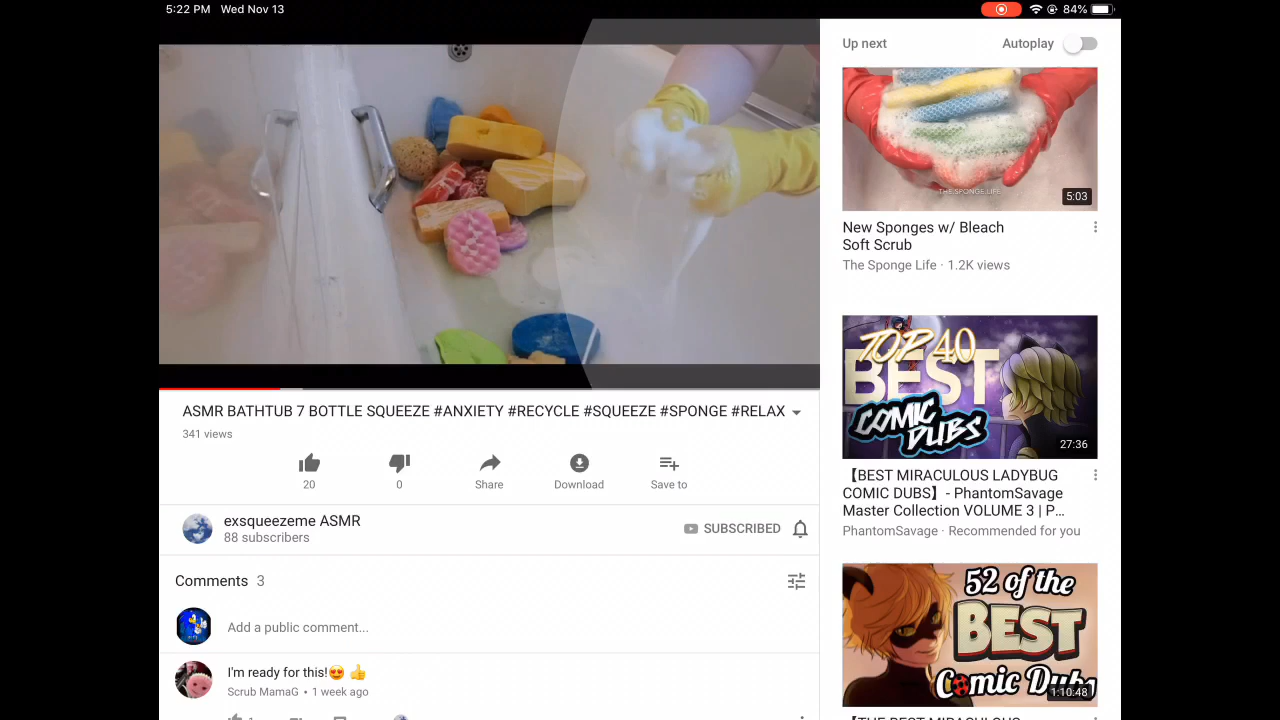 5:22 PM Wed Nov 13
84%
ASMR BATHTUB 7 BOTTLE SQUEEZE #ANXIETY #RECYCLE #SQUEEZE #SPONGE #RELAX
341 views
20
0
Share
Download
Save to
exsqueezeme ASMR
88 subscribers
SUBSCRIBED
Comments 3
Add a public comment...
I'm ready for this!😍 👍
Scrub MamaG • 1 week ago
Up next
Autoplay
THE SPONGE LIFE
5:03
New Sponges w/ Bleach
Soft Scrub
The Sponge Life · 1.2K views
TOP 40
BEST
COMIC
DUBS
27:36
【BEST MIRACULOUS LADYBUG
COMIC DUBS】- PhantomSavage
Master Collection VOLUME 3 | P...
PhantomSavage · Recommended for you
52 of the
BEST
Comic Dubs
1:10:48
【THE BEST MIRACULOUS